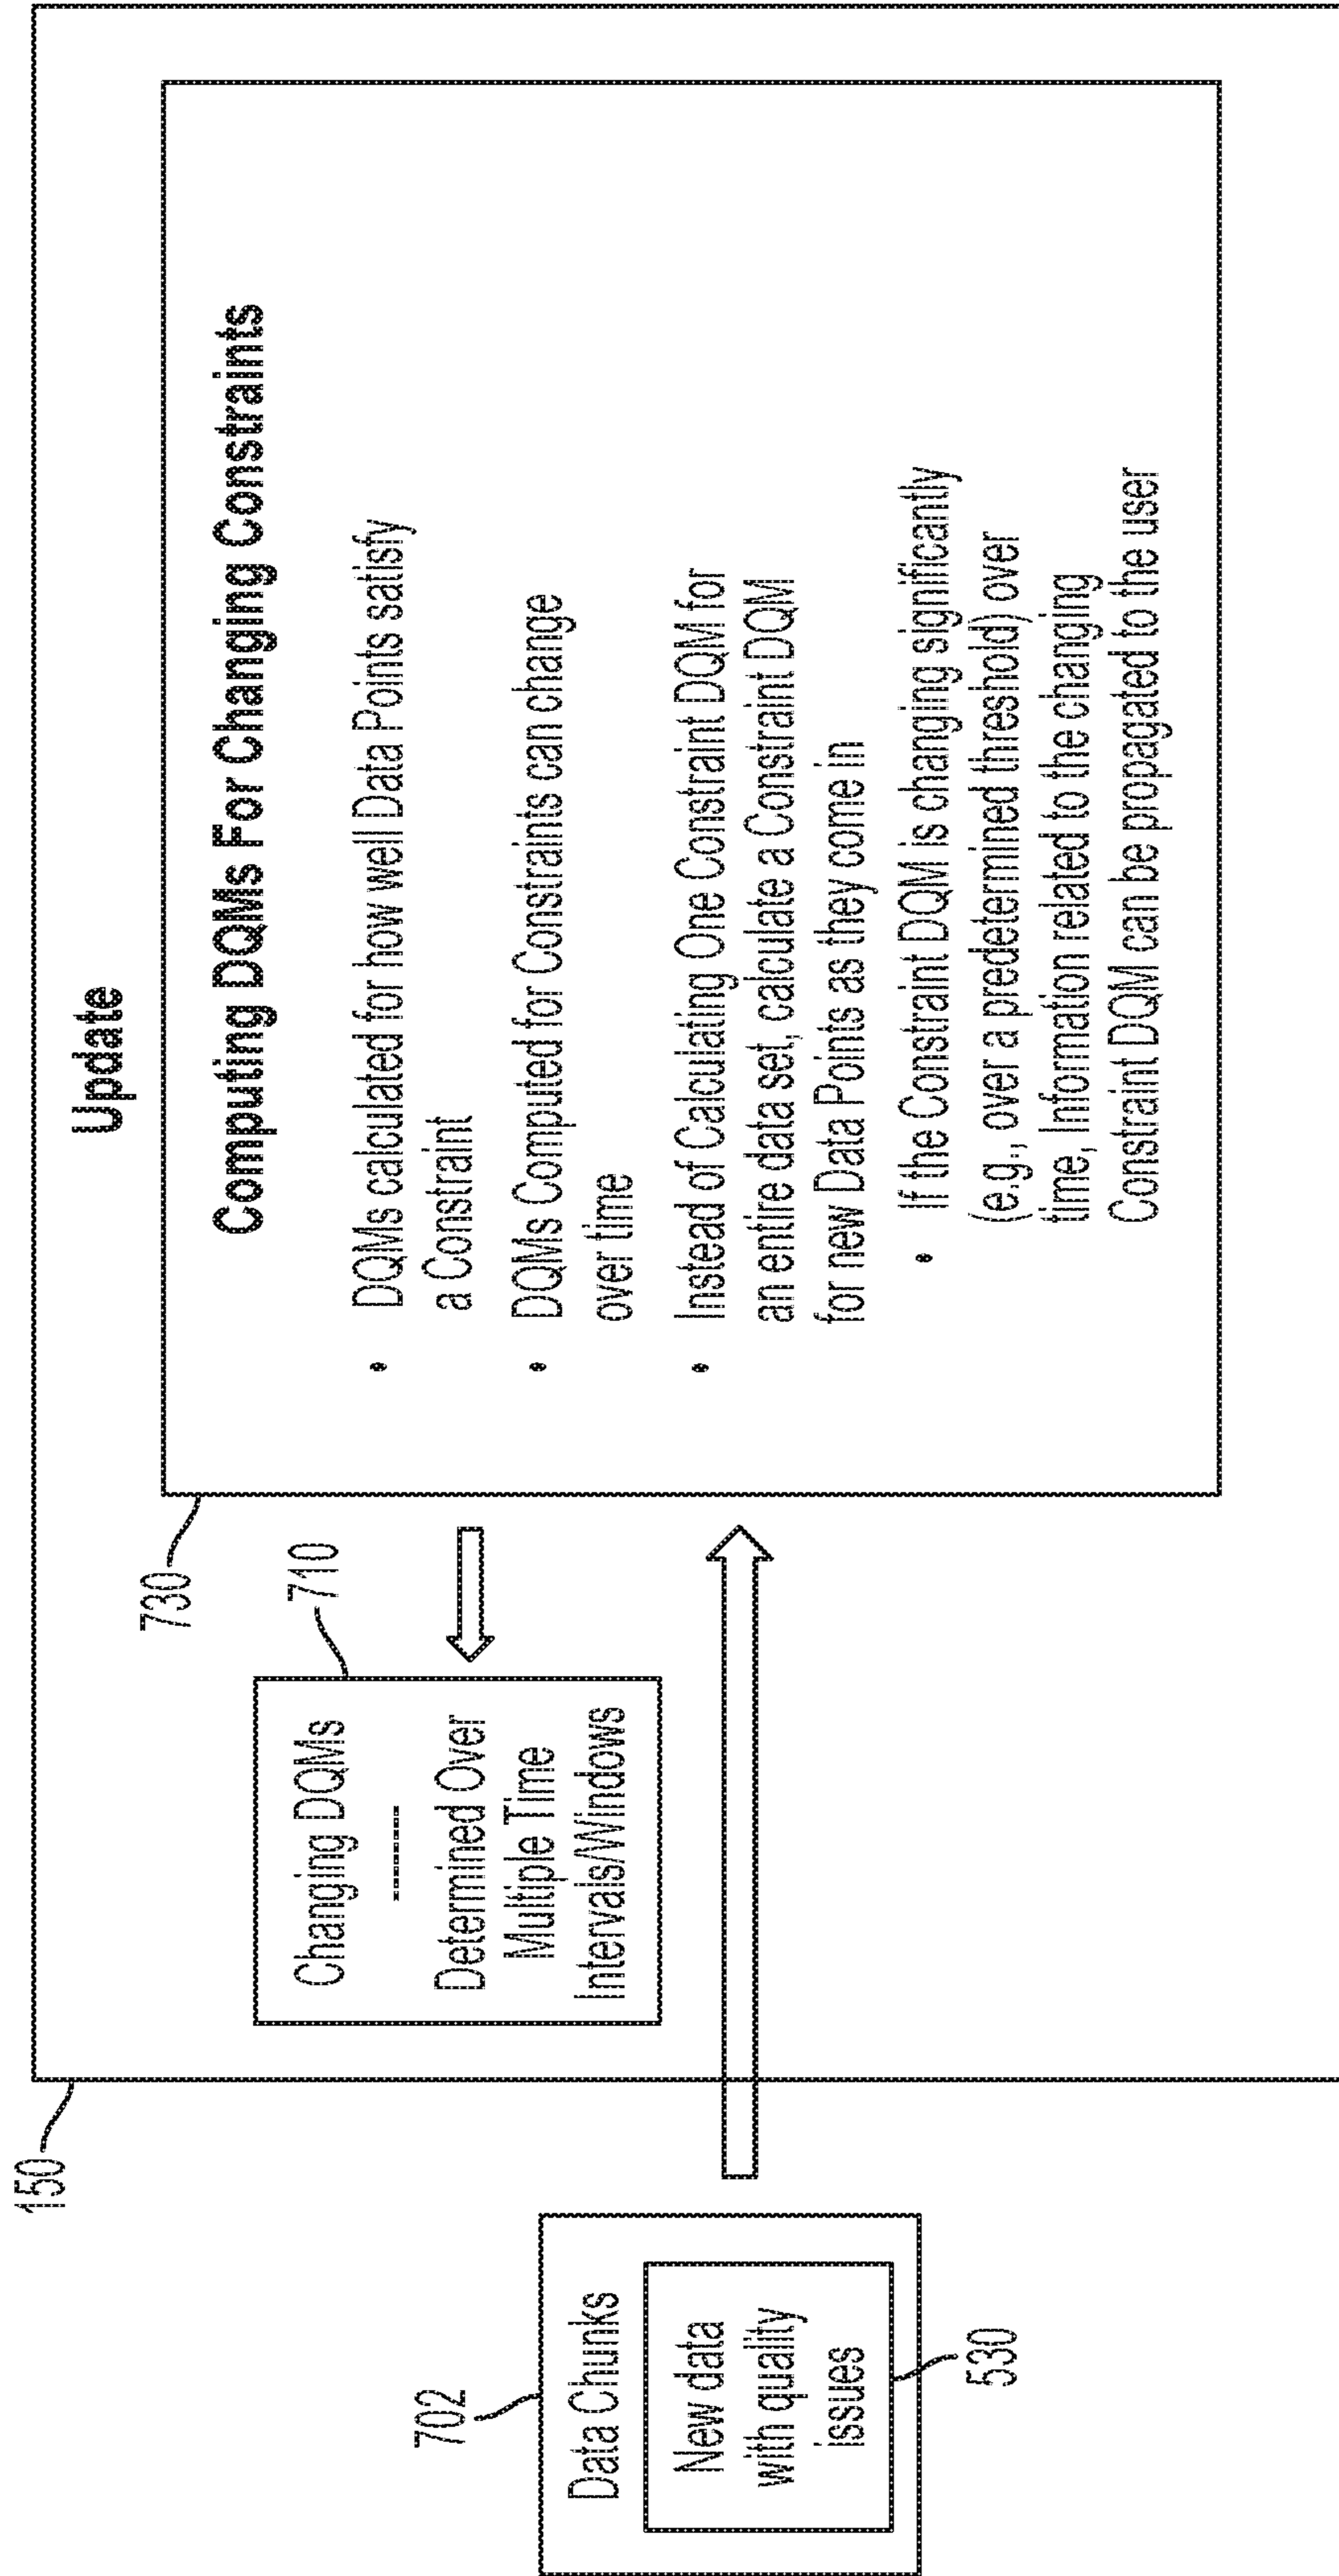 150
Update
730
Computing DQMs For Changing Constraints
• DQMs calculated for how well Data Points satisfy
a Constraint
• DQMs Computed for Constraints can change
over time
• Instead of Calculating One Constraint DQM for
an entire data set, calculate a Constraint DQM
for new Data Points as they come in
• If the Constraint DQM is changing significantly
(e.g., over a predetermined threshold) over
time, Information related to the changing
Constraint DQM can be propagated to the user
710
Changing DQMs
--------
Determined Over
Multiple Time
Intervals/Windows
702
Data Chunks
New data
with quality
issues
530